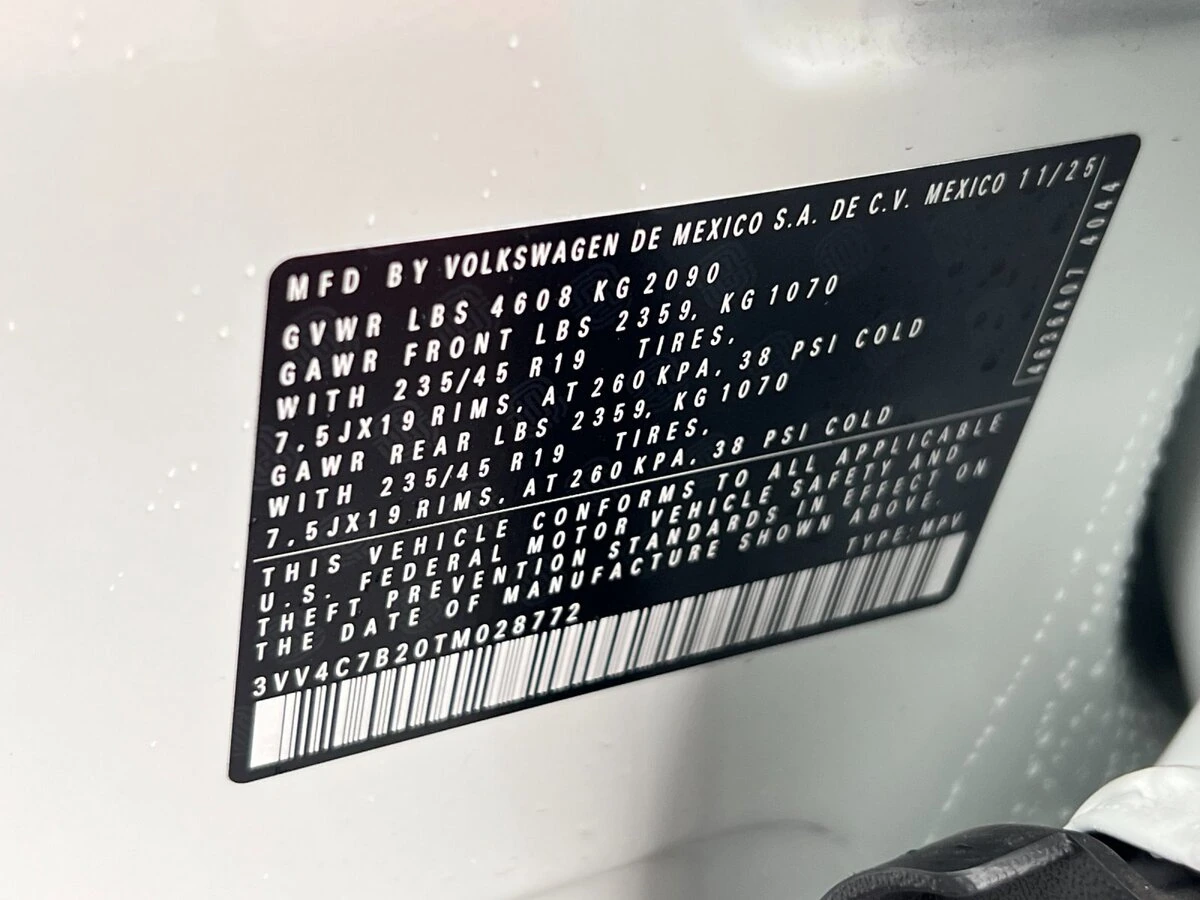 MFD BY VOLKSWAGEN DE MEXICO S.A. DE C.V. MEXICO 11/25
GVWR LBS 4608 KG 2090
GAWR FRONT LBS 2359, KG 1070
WITH 235/45 R19 TIRES,
7.5JX19 RIMS, AT 260 KPA, 38 PSI COLD
GAWR REAR LBS 2359, KG 1070
WITH 235/45 R19 TIRES,
7.5JX19 RIMS, AT 260 KPA, 38 PSI COLD
THIS VEHICLE CONFORMS TO ALL APPLICABLE
U.S. FEDERAL MOTOR VEHICLE SAFETY AND
THEFT PREVENTION STANDARDS IN EFFECT ON
THE DATE OF MANUFACTURE SHOWN ABOVE.
TYPE: MPV
3VV4C7B20TM028772
4044